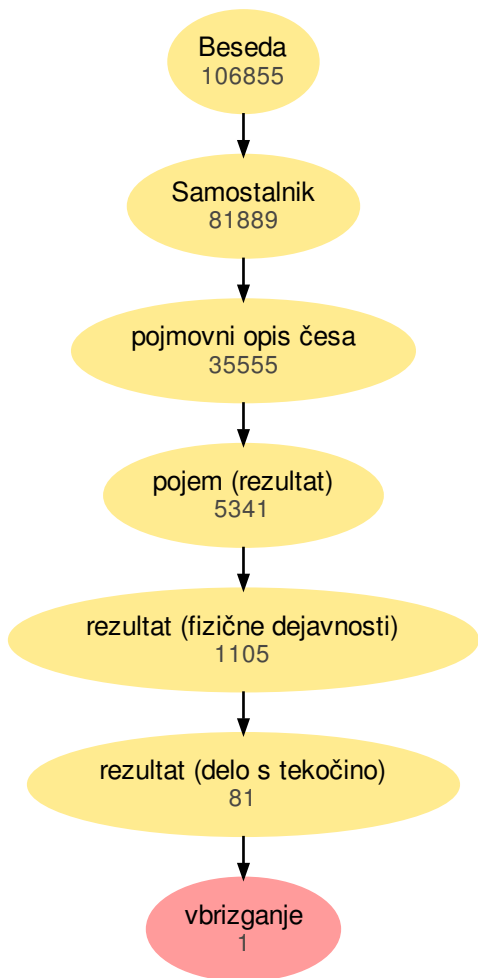 Beseda
106855
Samostalnik
81889
pojmovni opis česa
35555
pojem (rezultat)
5341
rezultat (fizične dejavnosti)
1105
rezultat (delo s tekočino)
81
vbrizganje
1